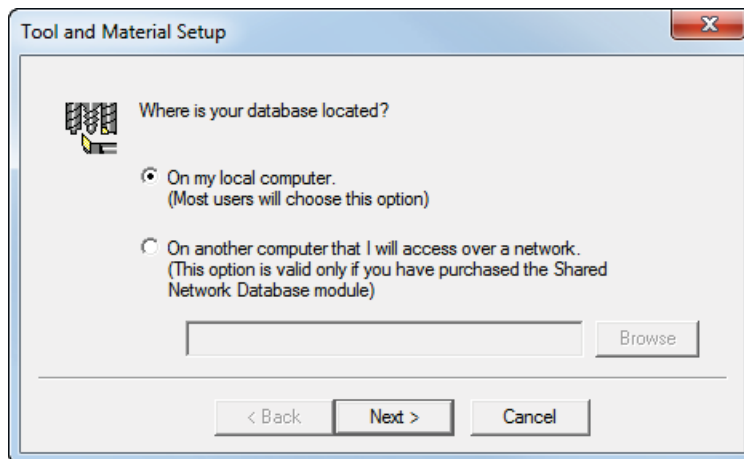 Tool and Material Setup
Where is your database located?
On my local computer.
(Most users will choose this option)
On another computer that I will access over a network.
(This option is valid only if you have purchased the Shared
Network Database module)
Browse
< Back
Next >
Cancel